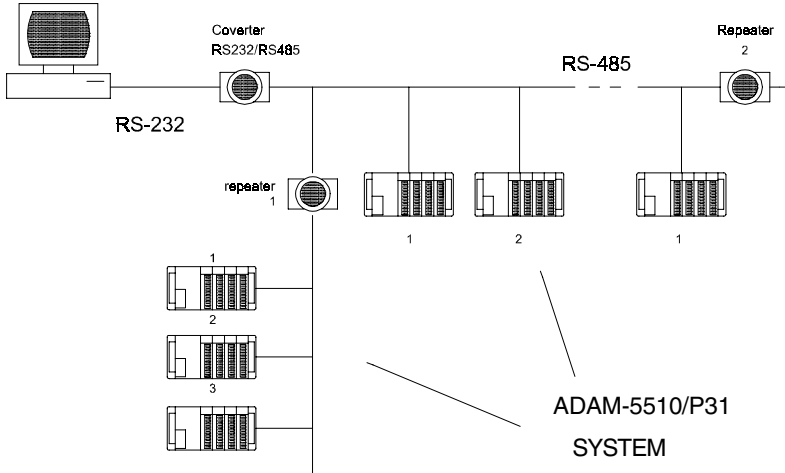 Coverter
RS232/RS485
Repeater
2
RS-485
RS-232
repeater
1
1
2
1
1
2
3
ADAM-5510/P31
SYSTEM